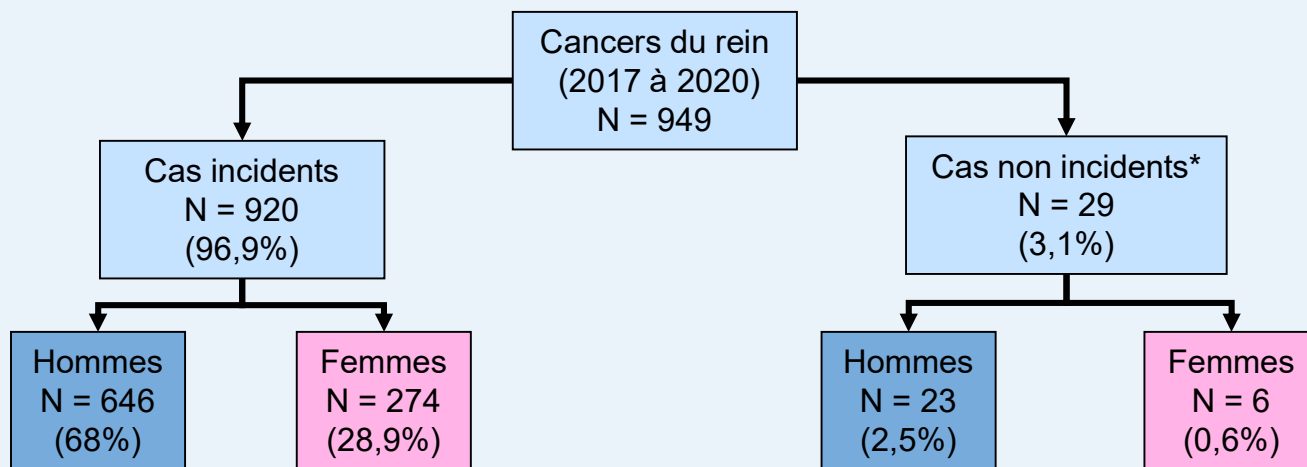 Cancers du rein
(2017 à 2020)
N = 949
Cas incidents
N = 920
(96,9%)
Cas non incidents*
N = 29
(3,1%)
Hommes
N = 646
(68%)
Femmes
N = 274
(28,9%)
Hommes
N = 23
(2,5%)
Femmes
N = 6
(0,6%)